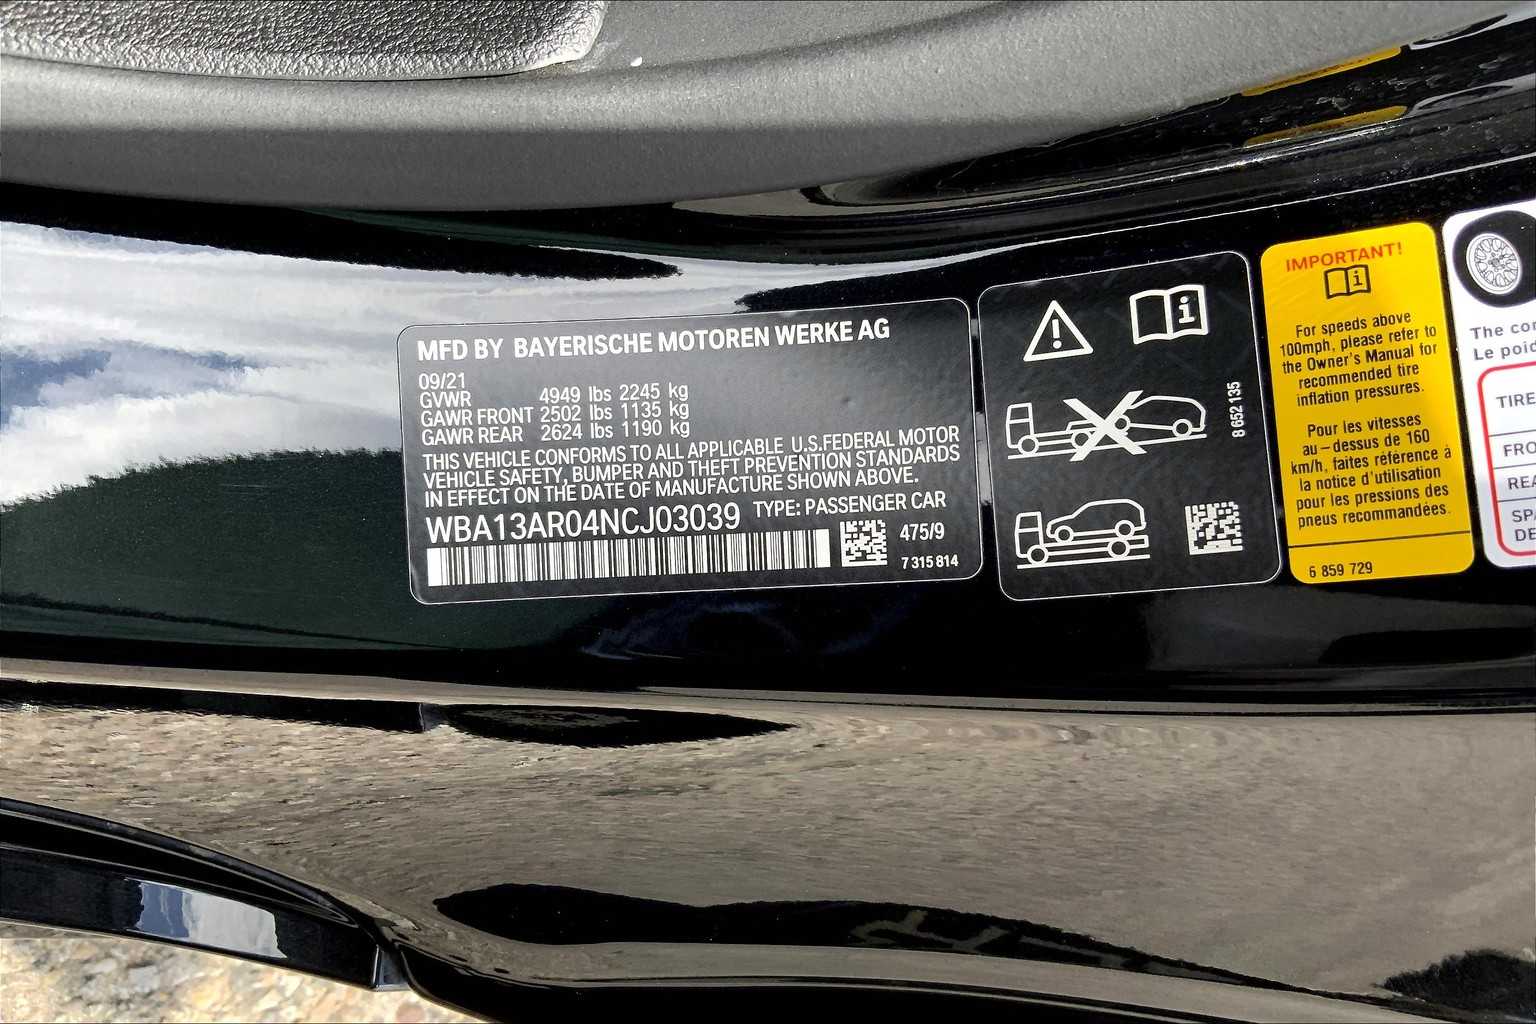 MFD BY BAYERISCHE MOTOREN WERKE AG
09/21
GVWR 4949 lbs 2245 kg
GAWR FRONT 2502 lbs 1135 kg
GAWR REAR 2624 lbs 1190 kg
THIS VEHICLE CONFORMS TO ALL APPLICABLE U.S.FEDERAL MOTOR
VEHICLE SAFETY, BUMPER AND THEFT PREVENTION STANDARDS
IN EFFECT ON THE DATE OF MANUFACTURE SHOWN ABOVE.
WBA13AR04NCJ03039 TYPE: PASSENGER CAR
475/9
7 315 814
8 652 135
IMPORTANT!
For speeds above
100mph, please refer to
the Owner's Manual for
recommended tire
inflation pressures.
Pour les vitesses
au-dessus de 160
km/h, faites référence à
la notice d'utilisation
pour les pressions des
pneus recommandées.
6 859 729
The
Le
TIRE